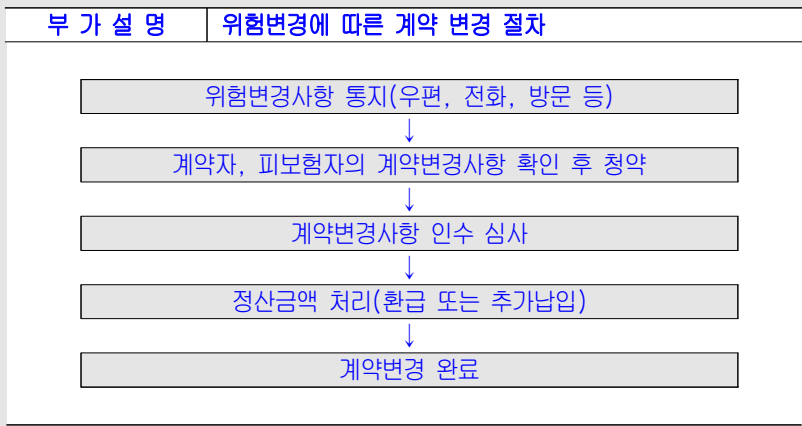 부 가 설 명 위험변경에 따른 계약 변경 절차
위험변경사항 통지(우편, 전화, 방문 등)
↓
계약자, 피보험자의 계약변경사항 확인 후 청약
↓
계약변경사항 인수 심사
↓
정산금액 처리(환급 또는 추가납입)
↓
계약변경 완료